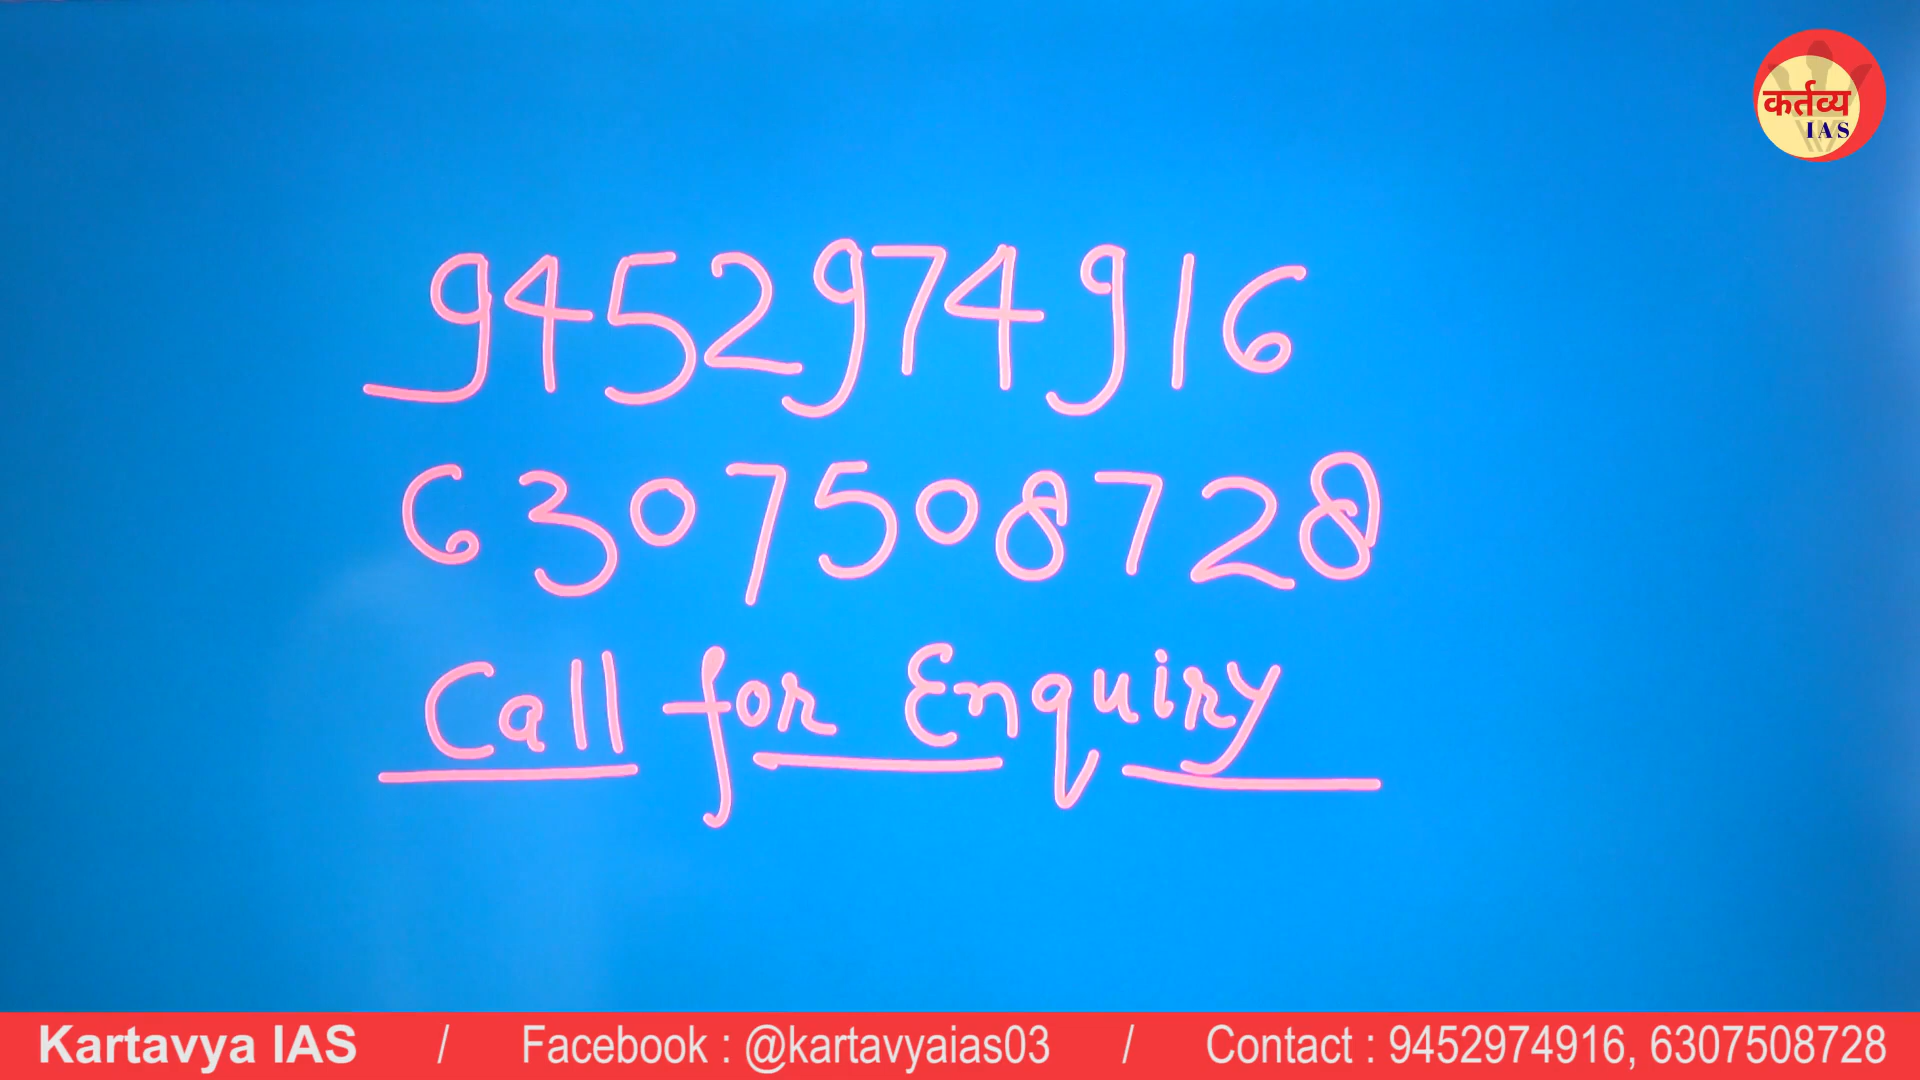 कर्तव्य
IAS
9452974916
6307508728
Call for Enquiry
Kartavya IAS / Facebook : @kartavyaias03 / Contact : 9452974916, 6307508728